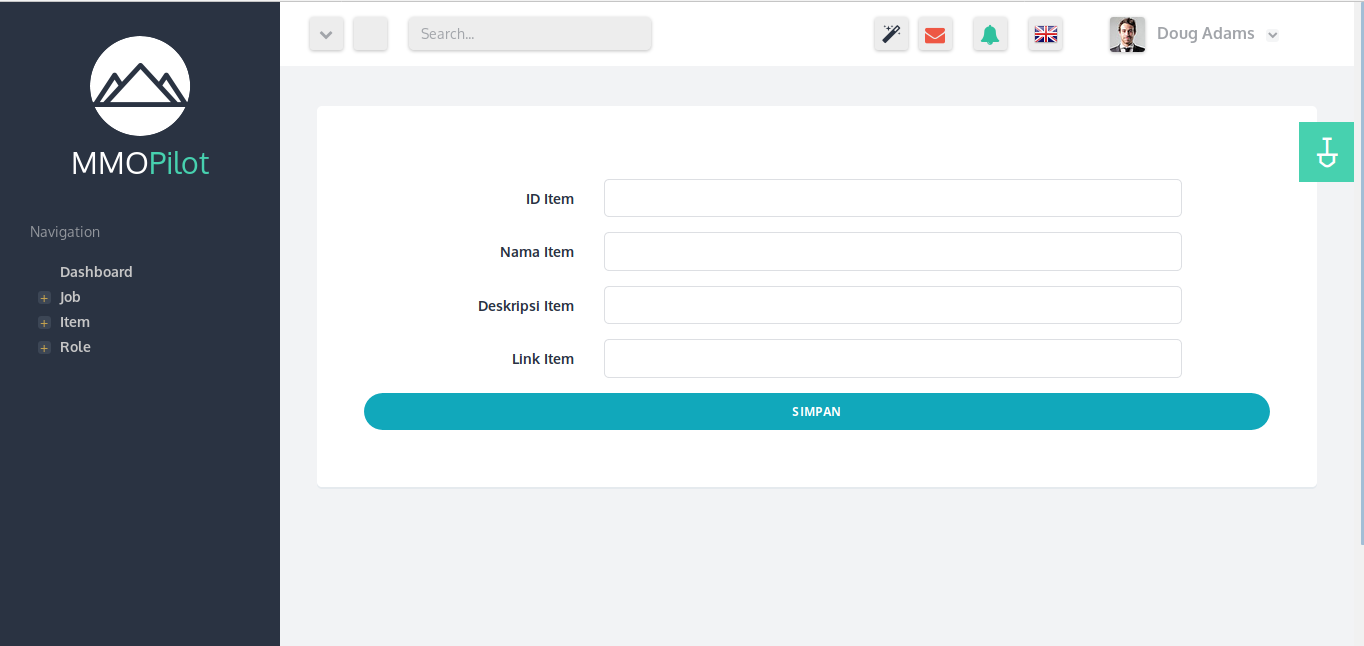 MMOPilot
Navigation
Dashboard
+ Job
+ Item
+ Role
Search...
Doug Adams
ID Item
Nama Item
Deskripsi Item
Link Item
SIMPAN